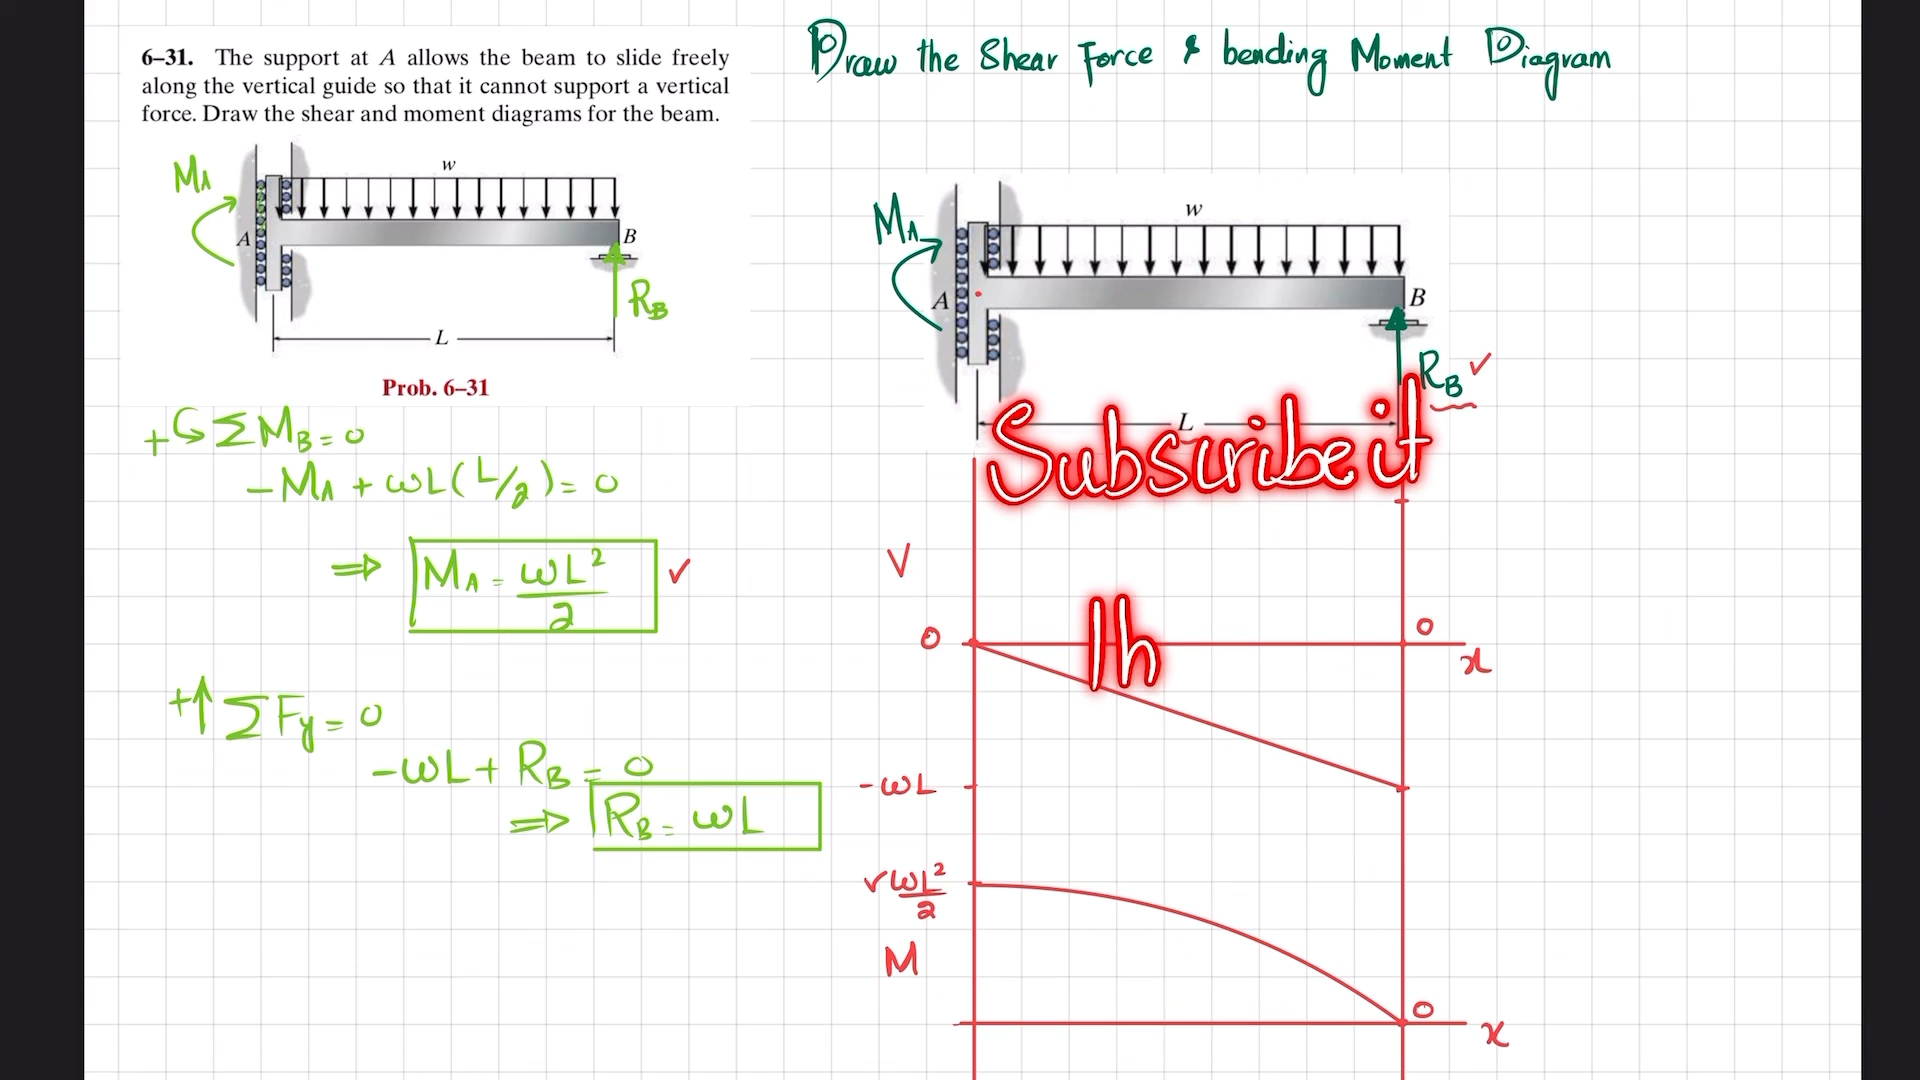 Draw the Shear Force & bending Moment Diagram
6–31. The support at A allows the beam to slide freely
along the vertical guide so that it cannot support a vertical
force. Draw the shear and moment diagrams for the beam.
w
MA
A
B
RB
L
Prob. 6–31
+ ΣMB = 0
-MA + ωL(L/2) = 0
⇒ MA = ωL²/2 ✓
+↑ ΣFy = 0
-ωL + RB = 0
⇒ RB = ωL
w
MA
A
B
RB ✓
L
Subscribe it
V
1h
0
0
x
-ωL
✓ ωL²/2
M
0
x